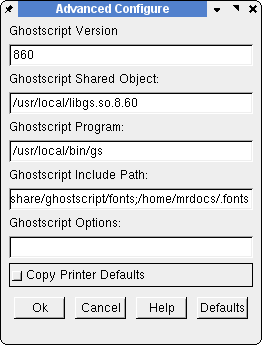 Advanced Configure
Ghostscript Version
860
Ghostscript Shared Object:
/usr/local/libgs.so.8.60
Ghostscript Program:
/usr/local/bin/gs
Ghostscript Include Path:
share/ghostscript/fonts;/home/mrdocs/.fonts
Ghostscript Options:
Copy Printer Defaults
Ok Cancel Help Defaults